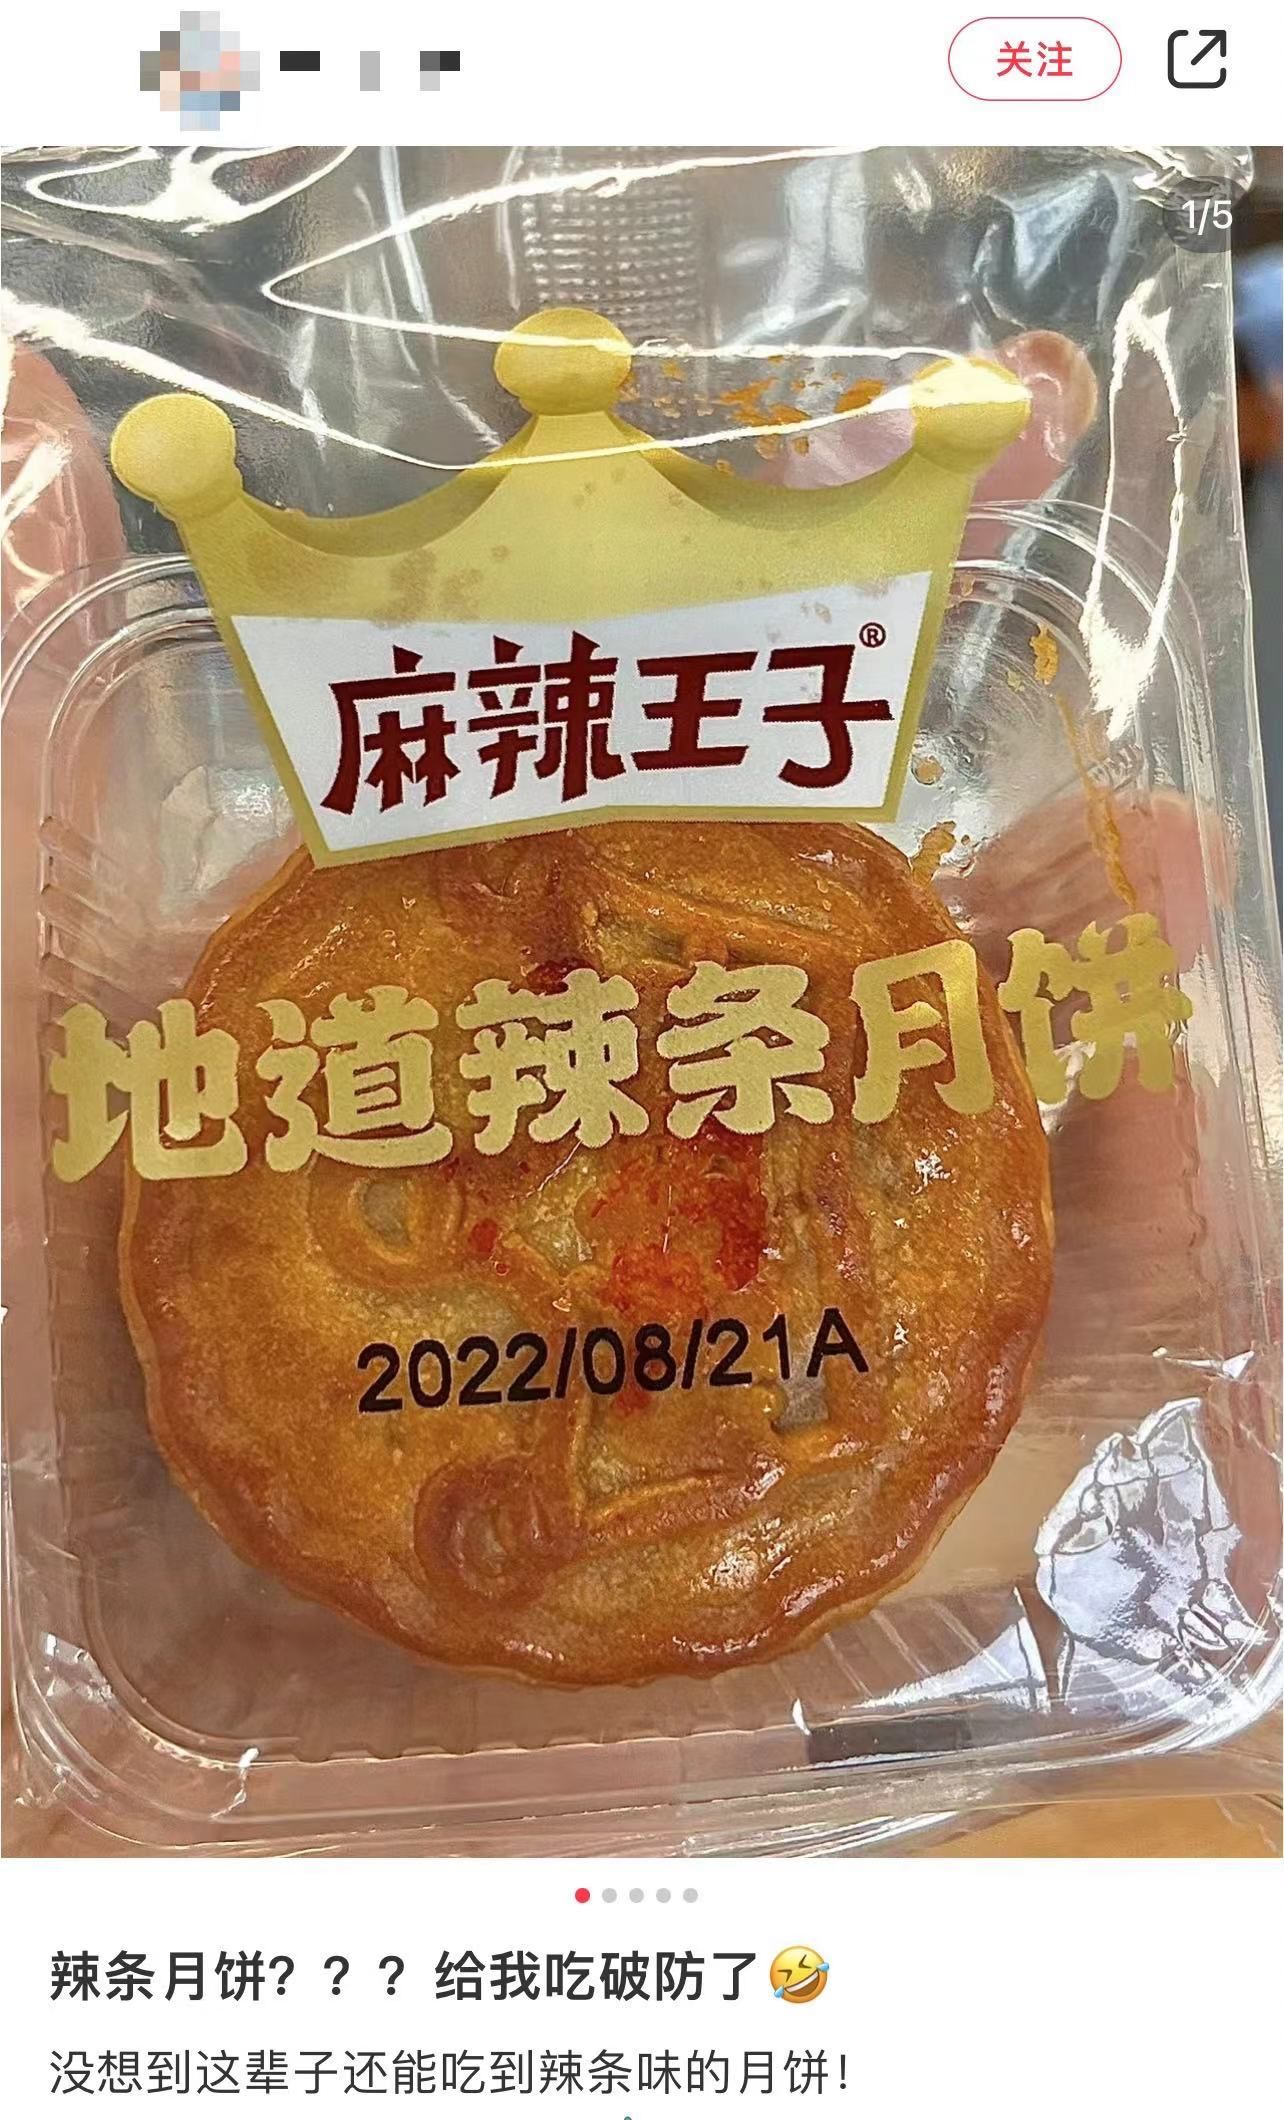 关注
1/5
麻辣王子®
地道辣条月饼
2022/08/21A
辣条月饼？？？给我吃破防了🤣
没想到这辈子还能吃到辣条味的月饼！